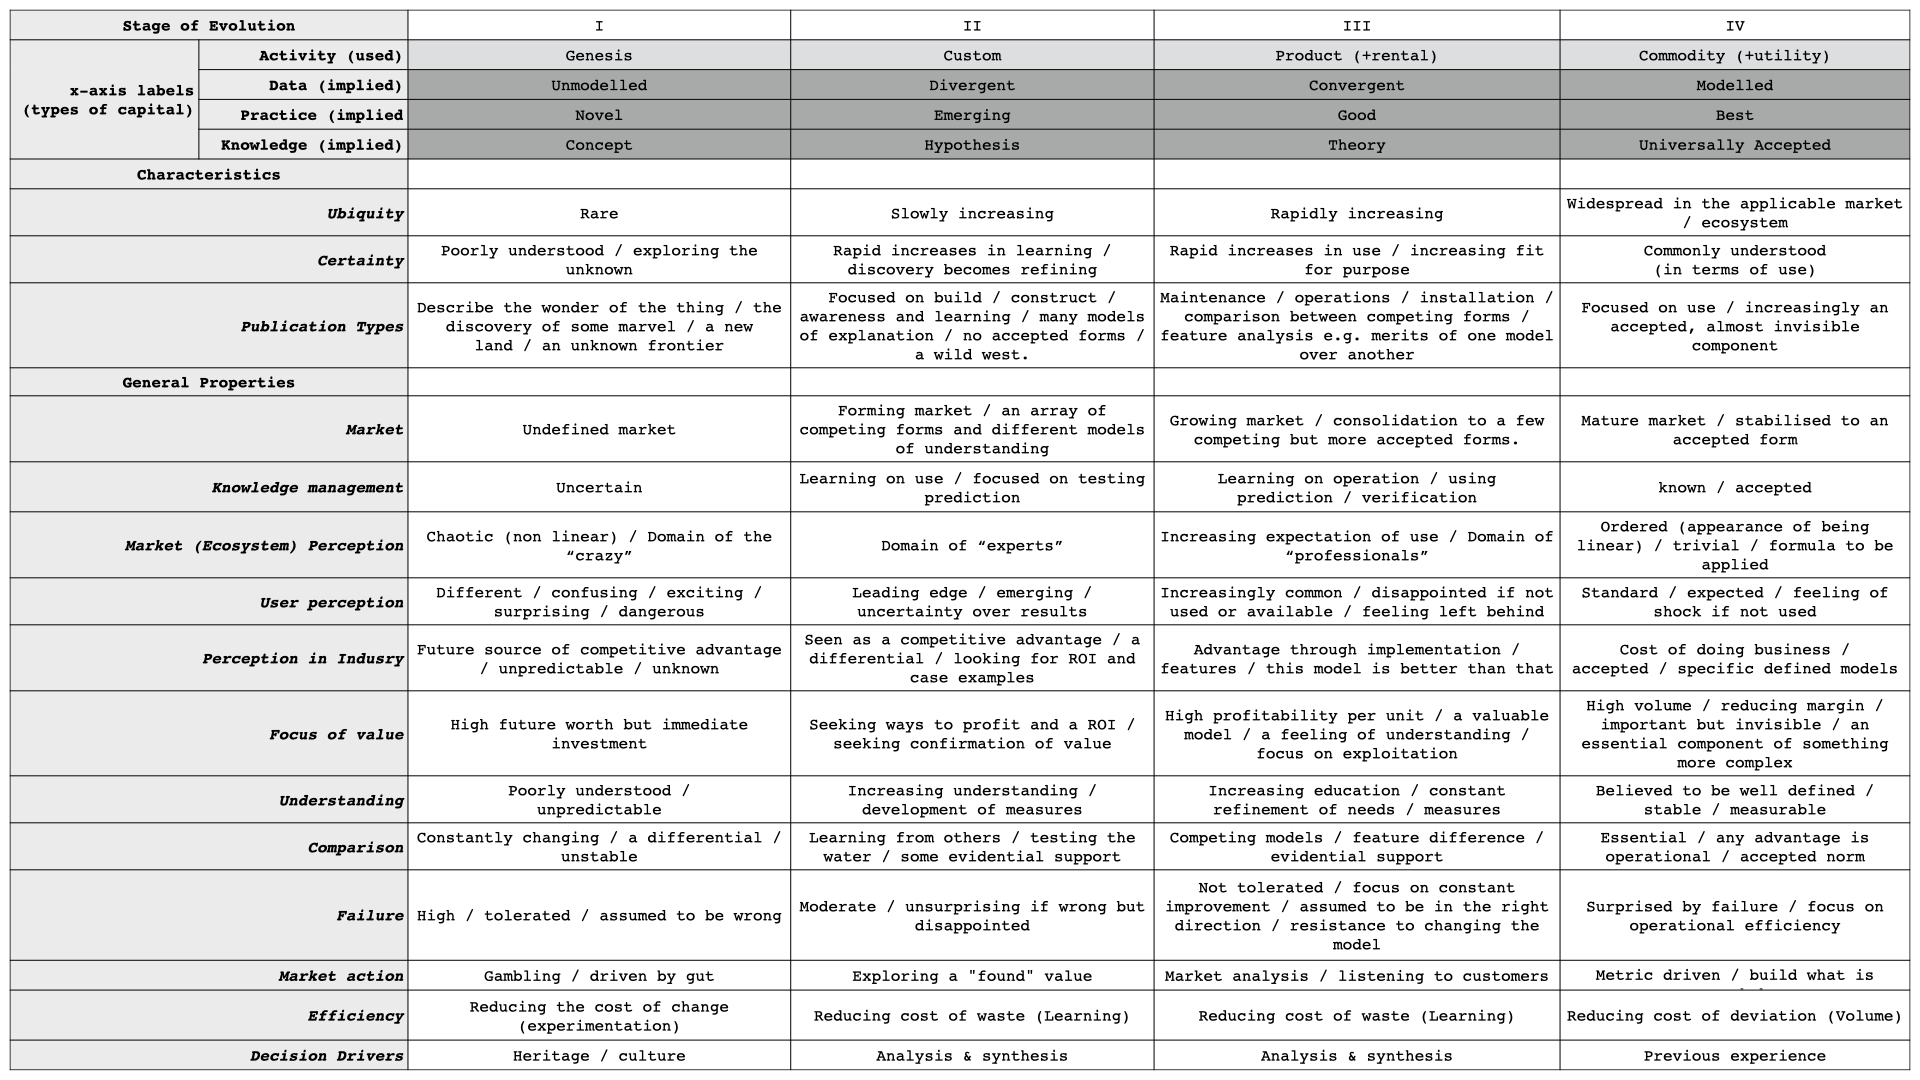 Stage of Evolution I II III IV
x-axis labels
(types of capital)
Activity (used) Genesis Custom Product (+rental) Commodity (+utility)
Data (implied) Unmodelled Divergent Convergent Modelled
Practice (implied Novel Emerging Good Best
Knowledge (implied) Concept Hypothesis Theory Universally Accepted
Characteristics
Ubiquity
Rare
Slowly increasing
Rapidly increasing
Widespread in the applicable market
/ ecosystem
Certainty
Poorly understood / exploring the
unknown
Rapid increases in learning /
discovery becomes refining
Rapid increases in use / increasing fit
for purpose
Commonly understood
(in terms of use)
Publication Types
Describe the wonder of the thing / the
discovery of some marvel / a new
land / an unknown frontier
Focused on build / construct /
awareness and learning / many models
of explanation / no accepted forms /
a wild west.
Maintenance / operations / installation /
comparison between competing forms /
feature analysis e.g. merits of one model
over another
Focused on use / increasingly an
accepted, almost invisible
component
General Properties
Market
Undefined market
Forming market / an array of
competing forms and different models
of understanding
Growing market / consolidation to a few
competing but more accepted forms.
Mature market / stabilised to an
accepted form
Knowledge management
Uncertain
Learning on use / focused on testing
prediction
Learning on operation / using
prediction / verification
known / accepted
Market (Ecosystem) Perception
Chaotic (non linear) / Domain of the
“crazy”
Domain of “experts”
Increasing expectation of use / Domain of
“professionals”
Ordered (appearance of being
linear) / trivial / formula to be
applied
User perception
Different / confusing / exciting /
surprising / dangerous
Leading edge / emerging /
uncertainty over results
Increasingly common / disappointed if not
used or available / feeling left behind
Standard / expected / feeling of
shock if not used
Perception in Indusry
Future source of competitive advantage
/ unpredictable / unknown
Seen as a competitive advantage / a
differential / looking for ROI and
case examples
Advantage through implementation /
features / this model is better than that
Cost of doing business /
accepted / specific defined models
Focus of value
High future worth but immediate
investment
Seeking ways to profit and a ROI /
seeking confirmation of value
High profitability per unit / a valuable
model / a feeling of understanding /
focus on exploitation
High volume / reducing margin /
important but invisible / an
essential component of something
more complex
Understanding
Poorly understood /
unpredictable
Increasing understanding /
development of measures
Increasing education / constant
refinement of needs / measures
Believed to be well defined /
stable / measurable
Comparison
Constantly changing / a differential /
unstable
Learning from others / testing the
water / some evidential support
Competing models / feature difference /
evidential support
Essential / any advantage is
operational / accepted norm
Failure
High / tolerated / assumed to be wrong
Moderate / unsurprising if wrong but
disappointed
Not tolerated / focus on constant
improvement / assumed to be in the right
direction / resistance to changing the
model
Surprised by failure / focus on
operational efficiency
Market action
Gambling / driven by gut
Exploring a "found" value
Market analysis / listening to customers
Metric driven / build what is
Efficiency
Reducing the cost of change
(experimentation)
Reducing cost of waste (Learning)
Reducing cost of waste (Learning)
Reducing cost of deviation (Volume)
Decision Drivers
Heritage / culture
Analysis & synthesis
Analysis & synthesis
Previous experience